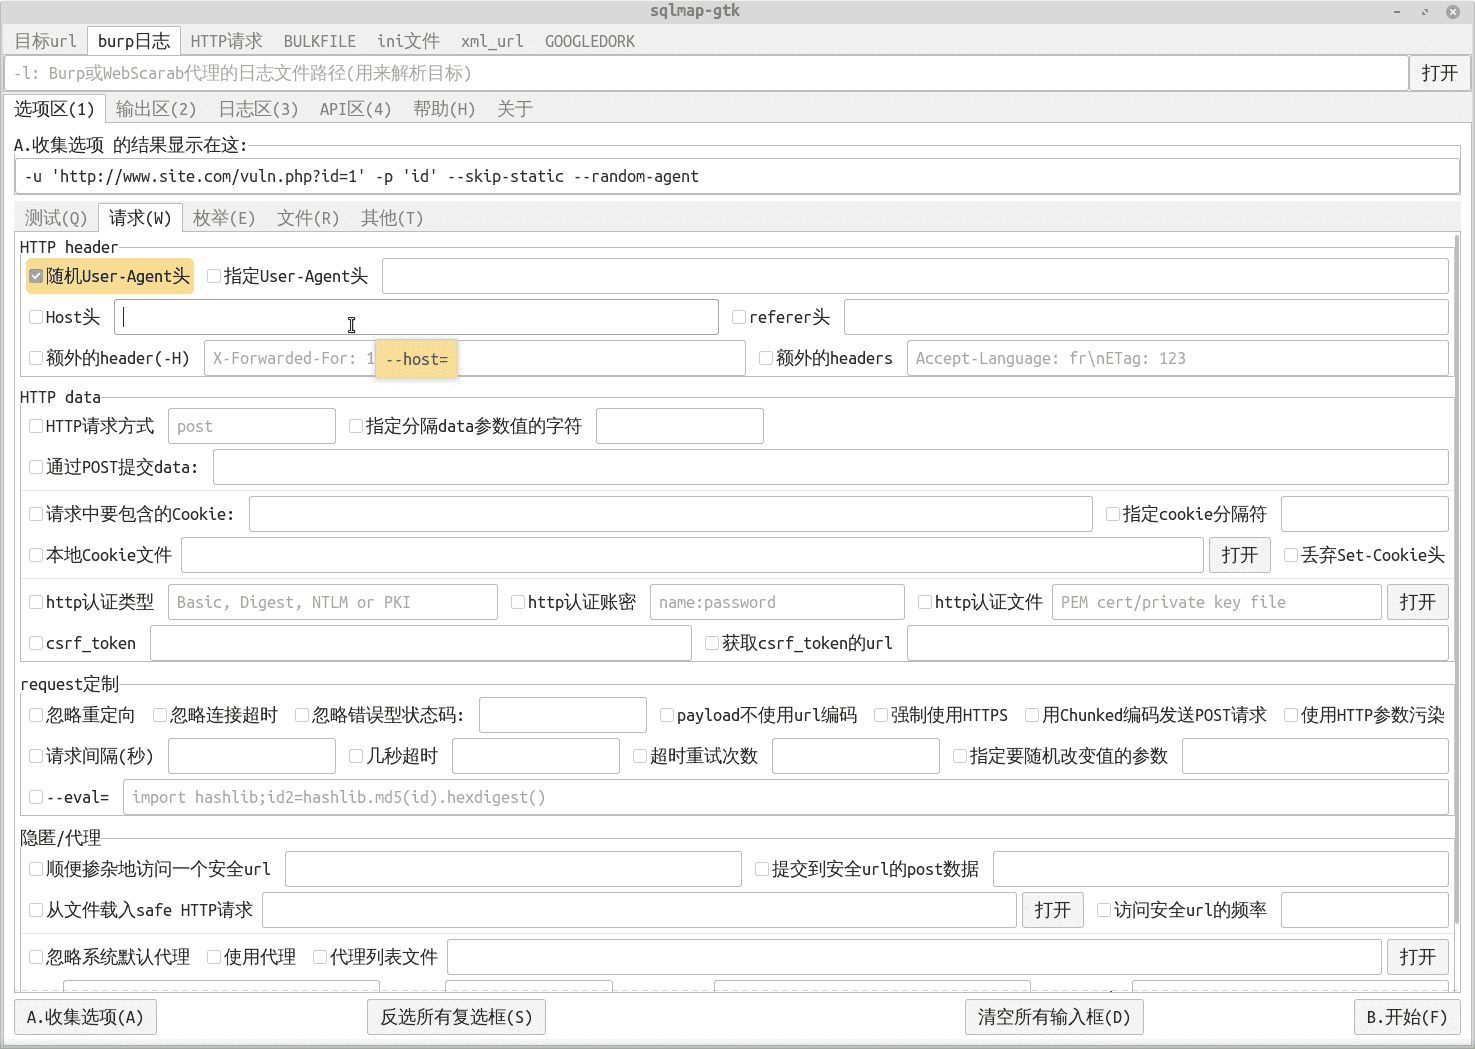 sqlmap-gtk
目标url burp日志 HTTP请求 BULKFILE ini文件 xml_url GOOGLEDORK
-l: Burp或WebScarab代理的日志文件路径(用来解析目标) 打开
选项区(1) 输出区(2) 日志区(3) API区(4) 帮助(H) 关于
A.收集选项 的结果显示在这:
-u 'http://www.site.com/vuln.php?id=1' -p 'id' --skip-static --random-agent
测试(Q) 请求(W) 枚举(E) 文件(R) 其他(T)
HTTP header
随机User-Agent头 指定User-Agent头
Host头 referer头
额外的header(-H) X-Forwarded-For: 1 --host= 额外的headers Accept-Language: fr\nETag: 123
HTTP data
HTTP请求方式 post 指定分隔data参数值的字符
通过POST提交data:
请求中要包含的Cookie: 指定cookie分隔符
本地Cookie文件 打开 丢弃Set-Cookie头
http认证类型 Basic, Digest, NTLM or PKI http认证账密 name:password http认证文件 PEM cert/private key file 打开
csrf_token 获取csrf_token的url
request定制
忽略重定向 忽略连接超时 忽略错误型状态码: payload不使用url编码 强制使用HTTPS 用Chunked编码发送POST请求 使用HTTP参数污染
请求间隔(秒) 几秒超时 超时重试次数 指定要随机改变值的参数
--eval= import hashlib;id2=hashlib.md5(id).hexdigest()
隐匿/代理
顺便掺杂地访问一个安全url 提交到安全url的post数据
从文件载入safe HTTP请求 打开 访问安全url的频率
忽略系统默认代理 使用代理 代理列表文件 打开
A.收集选项(A) 反选所有复选框(S) 清空所有输入框(D) B.开始(F)